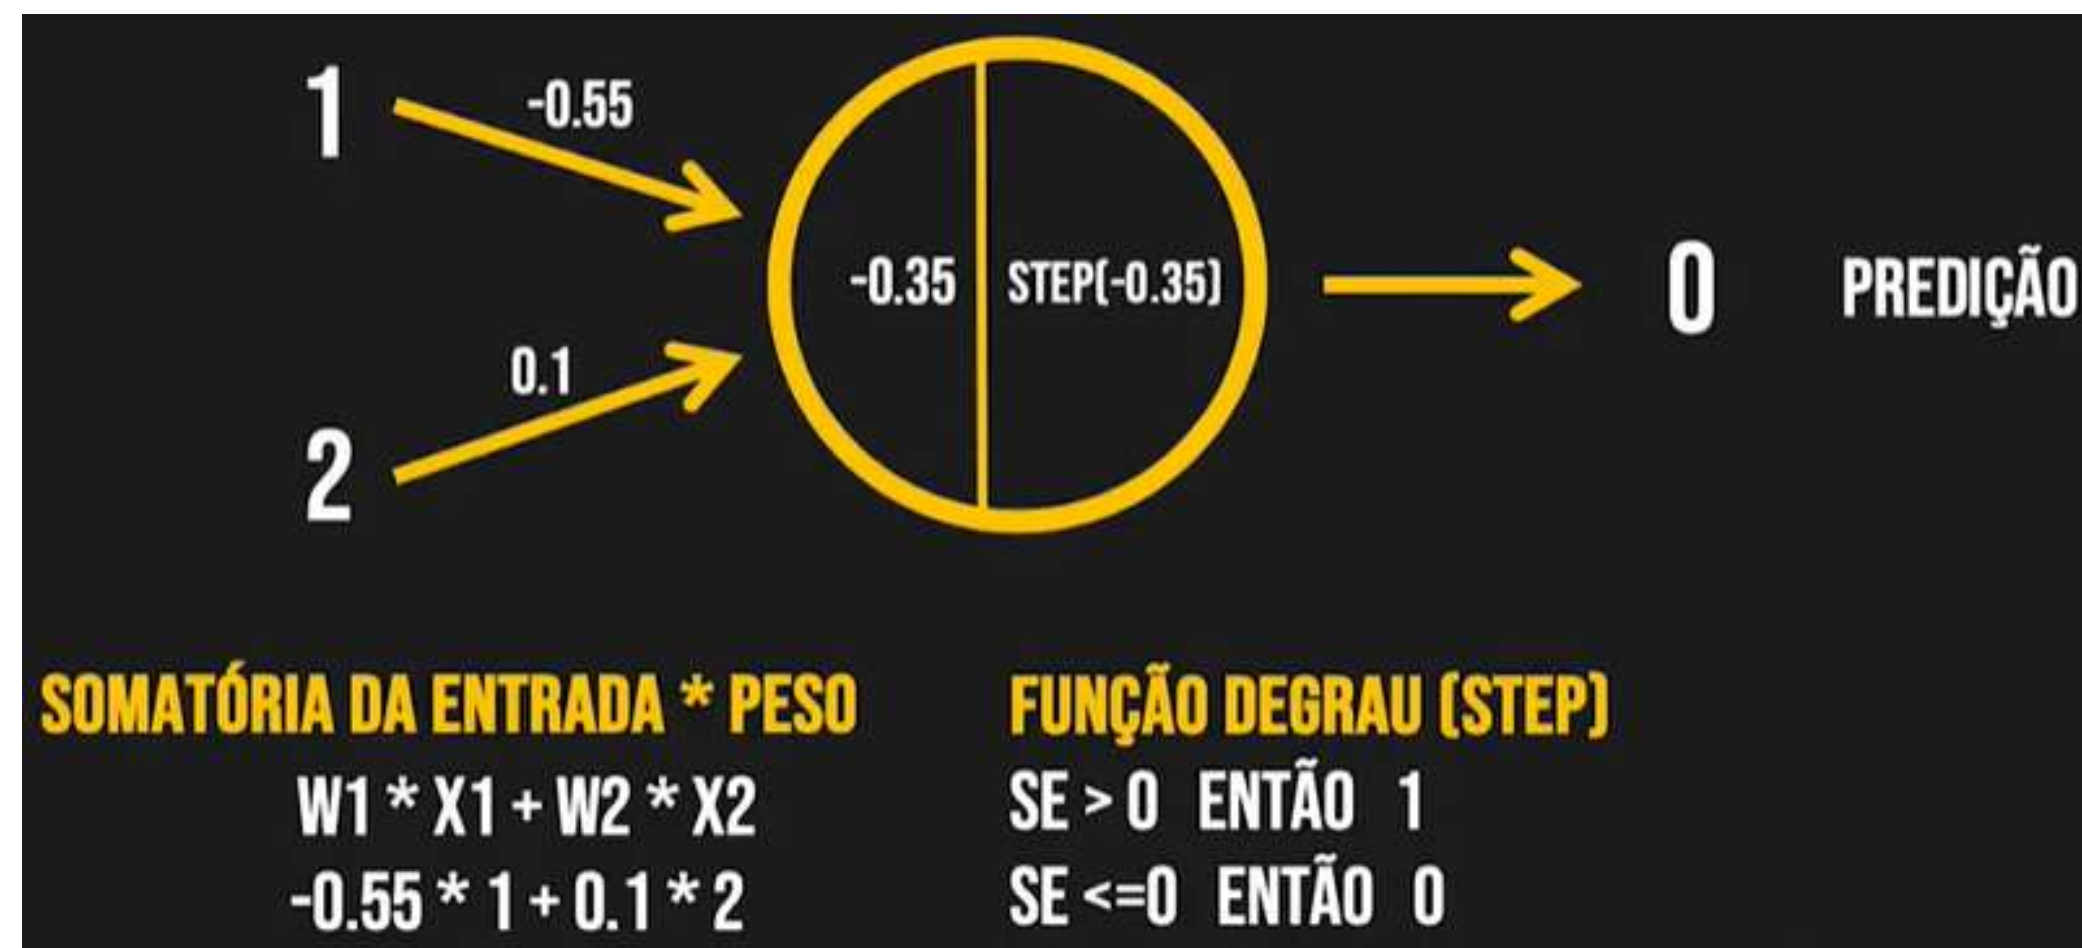 1
-0.55
-0.35
STEP(-0.35)
0
PREDIÇÃO
0.1
2
SOMATÓRIA DA ENTRADA * PESO
W1 * X1 + W2 * X2
-0.55 * 1 + 0.1 * 2
FUNÇÃO DEGRAU (STEP)
SE > 0 ENTÃO 1
SE <=0 ENTÃO 0